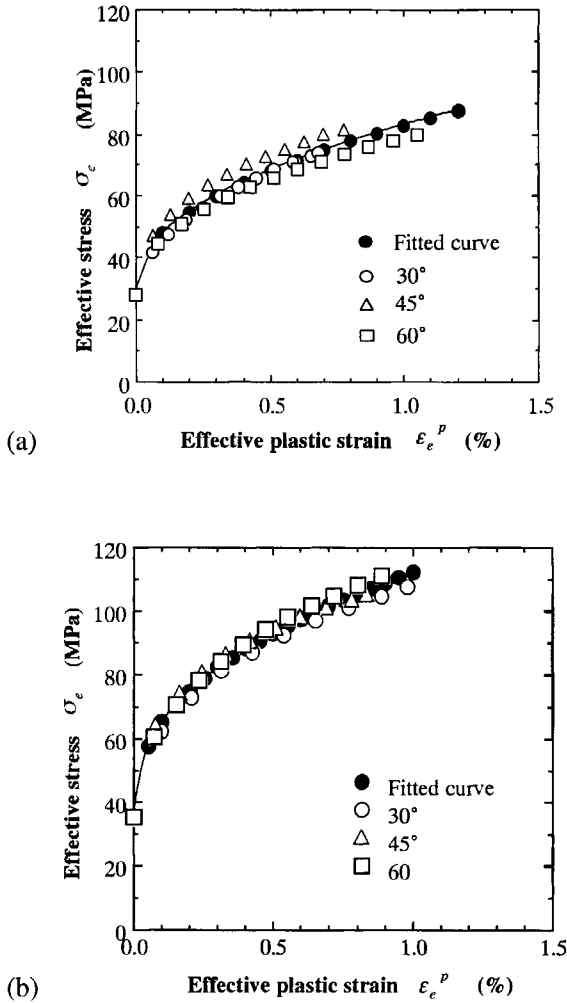 120
100
80
60
40
20
0
0.0 0.5 1.0 1.5
Effective stress σe (MPa)
Effective plastic strain εe^p (%)
Fitted curve
30°
45°
60°
(a)
120
100
80
60
40
20
0
0.0 0.5 1.0 1.5
Effective stress σe (MPa)
Effective plastic strain εe^p (%)
Fitted curve
30°
45°
60
(b)